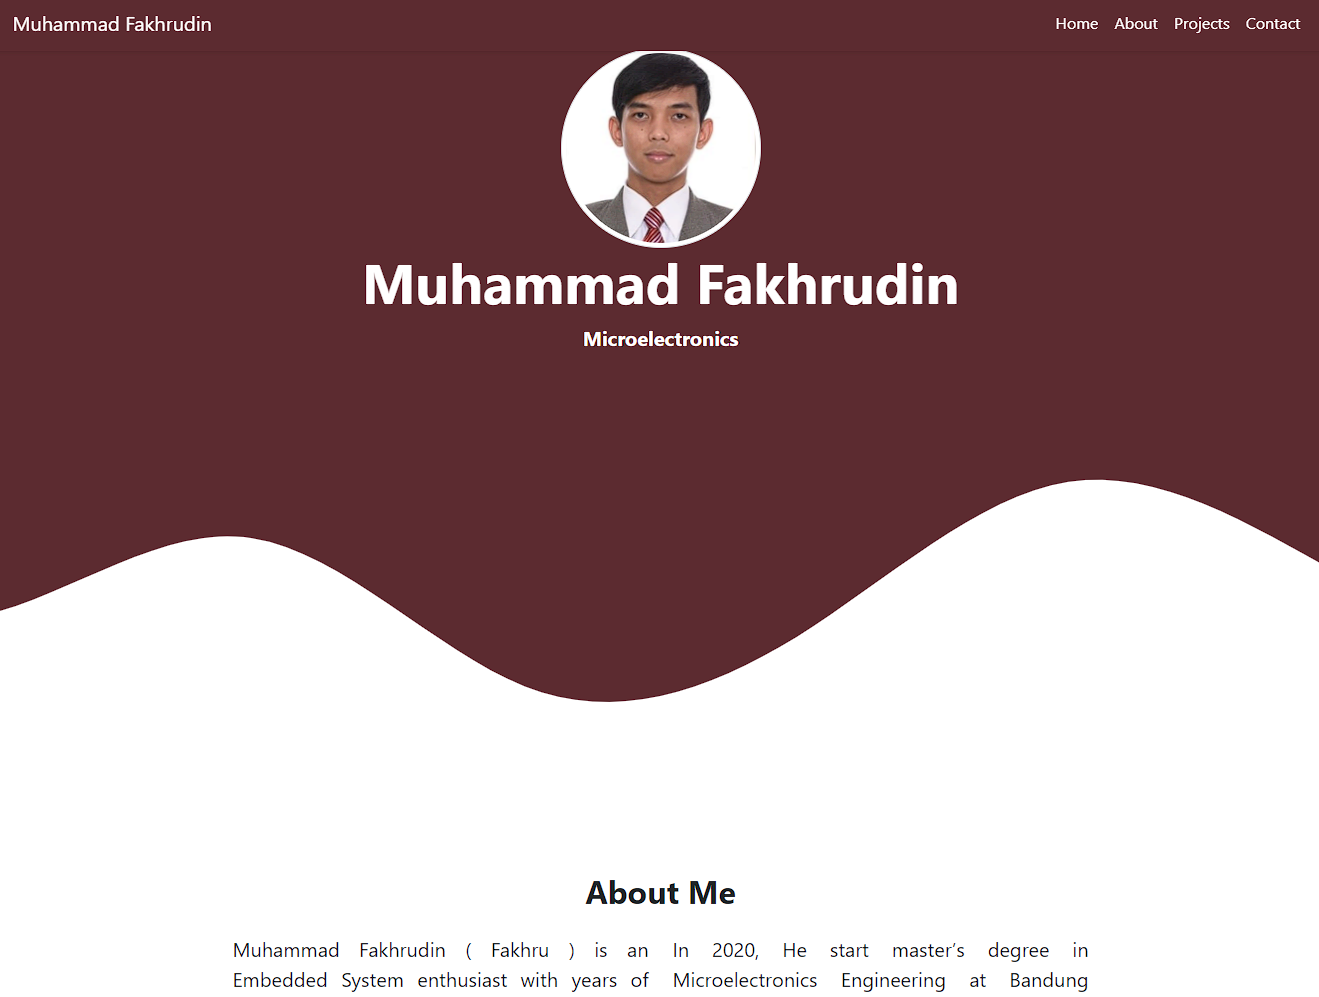 Muhammad Fakhrudin
Home About Projects Contact
Muhammad Fakhrudin
Microelectronics
About Me
Muhammad Fakhrudin ( Fakhru ) is an
Embedded System enthusiast with years of
In 2020, He start master’s degree in
Microelectronics Engineering at Bandung